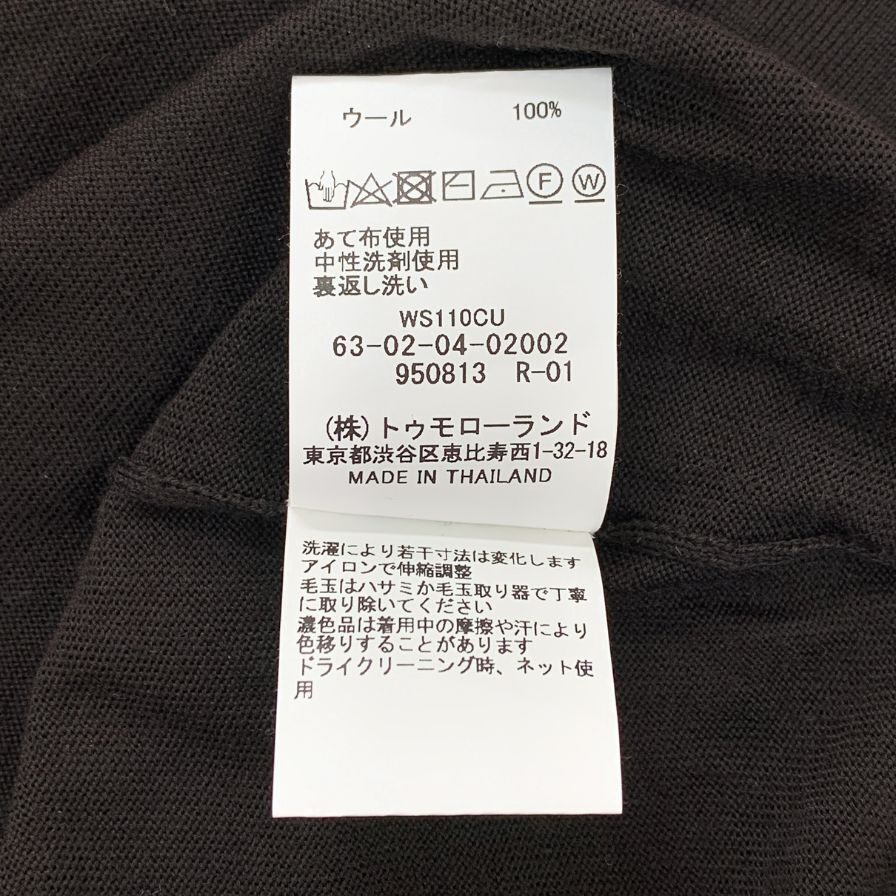 ウール 100%
F W
あて布使用
中性洗剤使用
裏返し洗い
WS110CU
63-02-04-02002
950813 R-01
(株)トゥモローランド
東京都渋谷区恵比寿西1-32-18
MADE IN THAILAND
洗濯により若干寸法は変化します
アイロンで伸縮調整
毛玉はハサミか毛玉取り器で丁寧
に取り除いてください
濃色品は着用中の摩擦や汗により
色移りすることがあります
ドライクリーニング時、ネット使
用